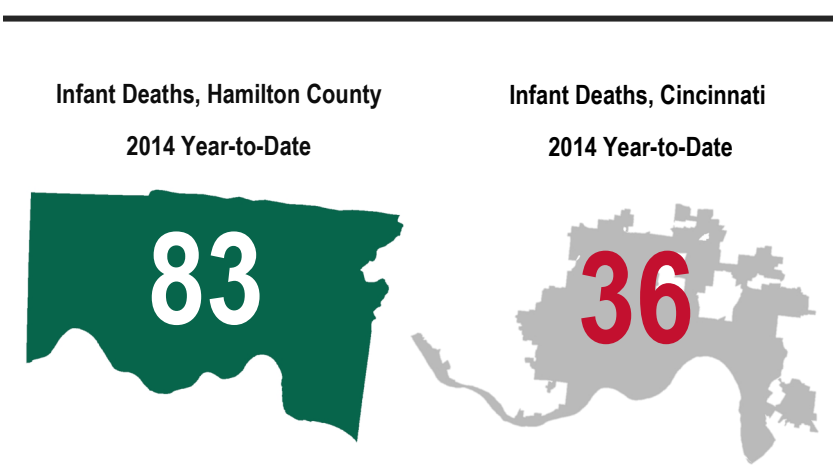 Infant Deaths, Hamilton County
2014 Year-to-Date
83
Infant Deaths, Cincinnati
2014 Year-to-Date
36